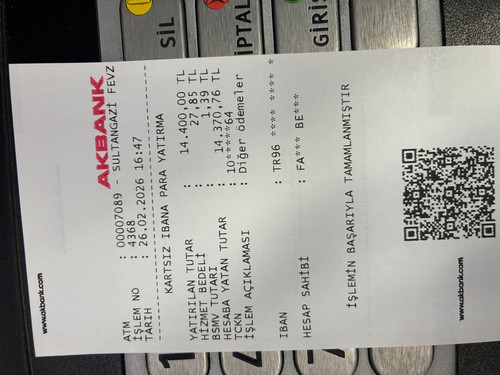 SİL
İPTAL
GİRİŞ
AKBANK
ATM : 00007089 - SULTANGAZİ FEVZ
İŞLEM NO : 4368
TARİH : 26.02.2026 16:47
KARTSIZ IBANA PARA YATIRMA
YATIRILAN TUTAR : 14.400,00 TL
HİZMET BEDELİ : 27,85 TL
BSMV TUTARI : 1,39 TL
HESABA YATAN TUTAR : 14.370,76 TL
TCKN : 10*******64
İŞLEM AÇIKLAMASI : Diğer ödemeler
IBAN : TR96 **** **** *
HESAP SAHİBİ : FA*** BE***
İŞLEMİN BAŞARIYLA TAMAMLANMIŞTIR
www.akbank.com
www.akbank.com